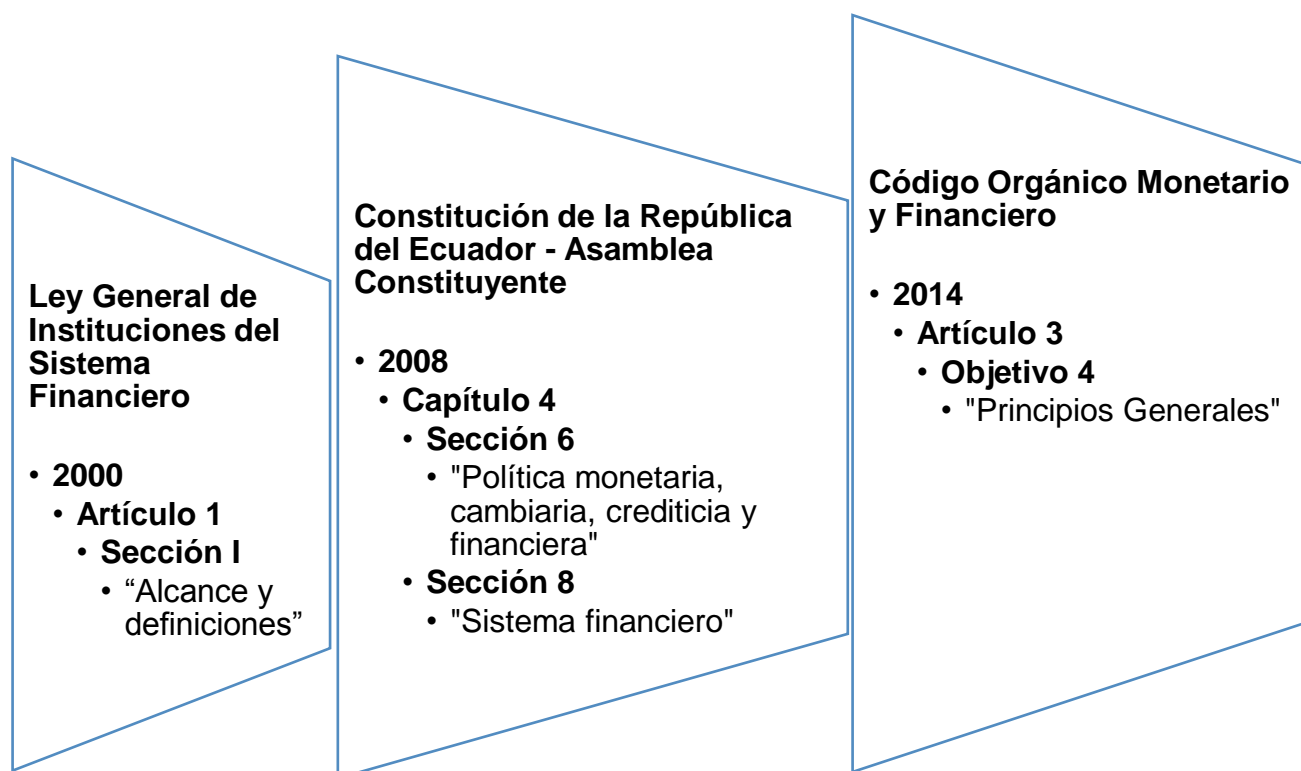 Ley General de
Instituciones del
Sistema
Financiero
• 2000
• Artículo 1
• Sección I
• “Alcance y
definiciones”
Constitución de la República
del Ecuador - Asamblea
Constituyente
• 2008
• Capítulo 4
• Sección 6
• "Política monetaria,
cambiaria, crediticia y
financiera"
• Sección 8
• "Sistema financiero"
Código Orgánico Monetario
y Financiero
• 2014
• Artículo 3
• Objetivo 4
• "Principios Generales"